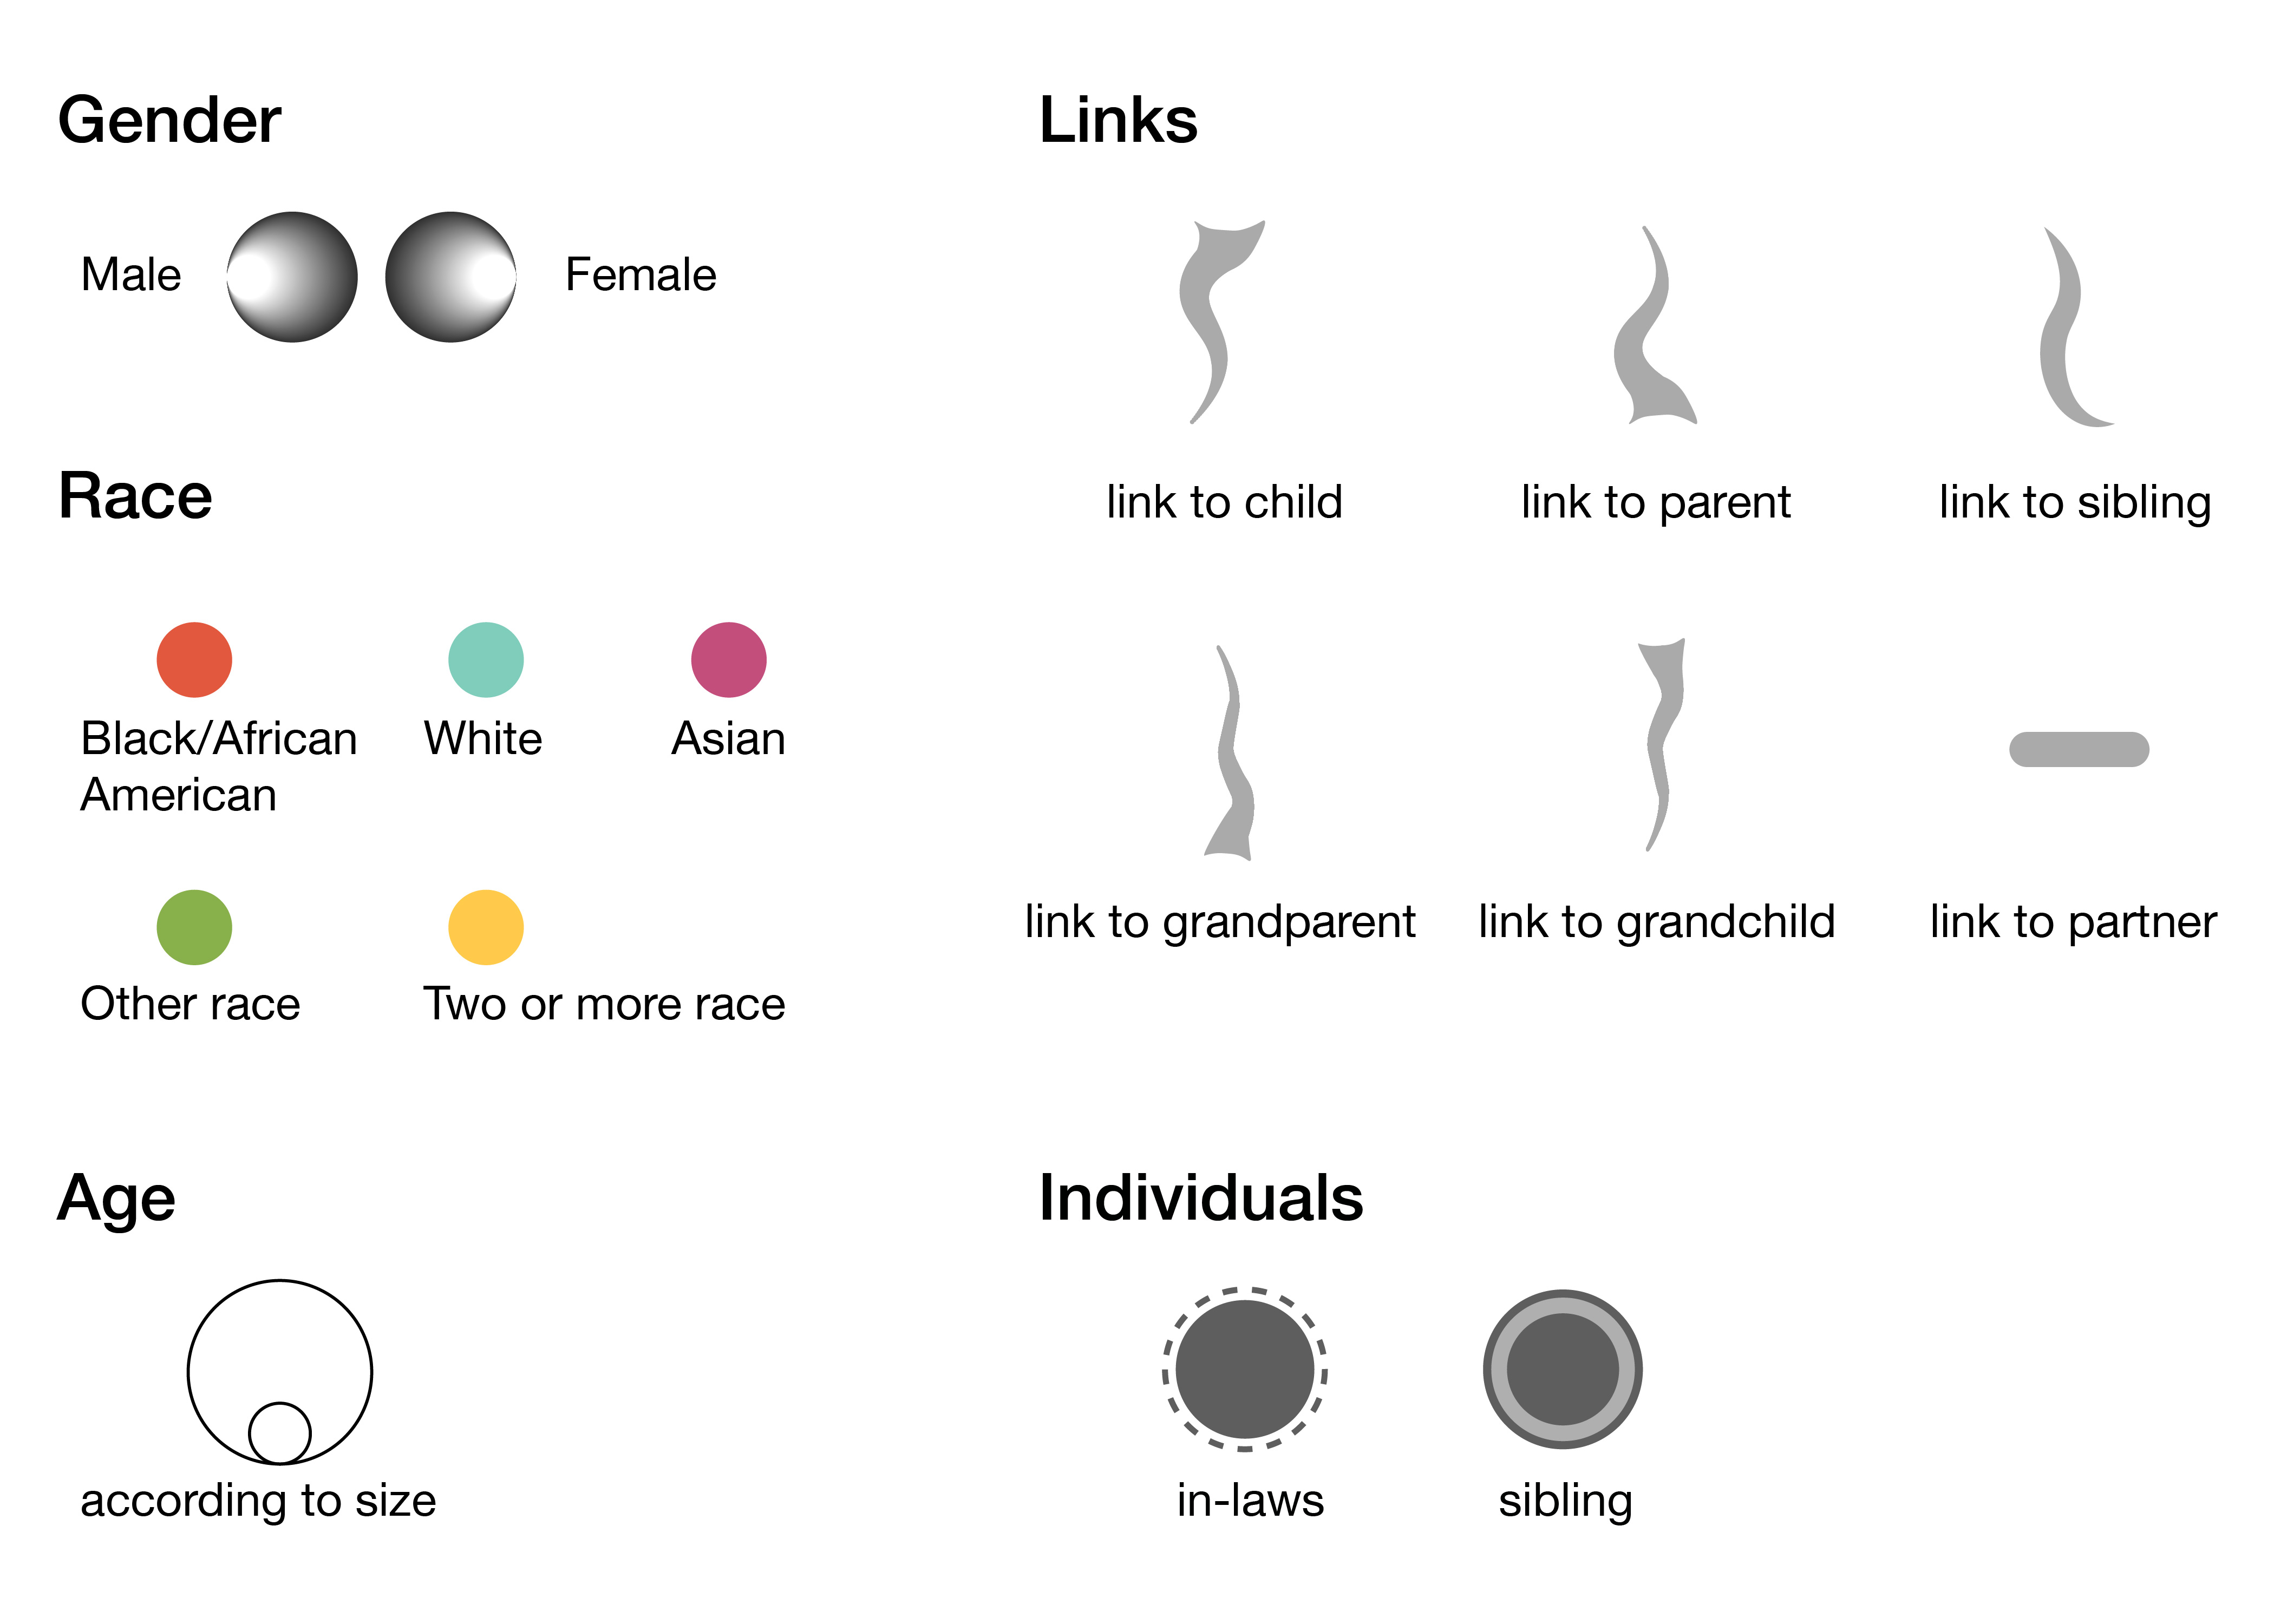 Gender
Male
Female
Race
Black/African
American
White
Asian
Other race
Two or more race
Age
according to size
Links
link to child
link to parent
link to sibling
link to grandparent
link to grandchild
link to partner
Individuals
in-laws
sibling